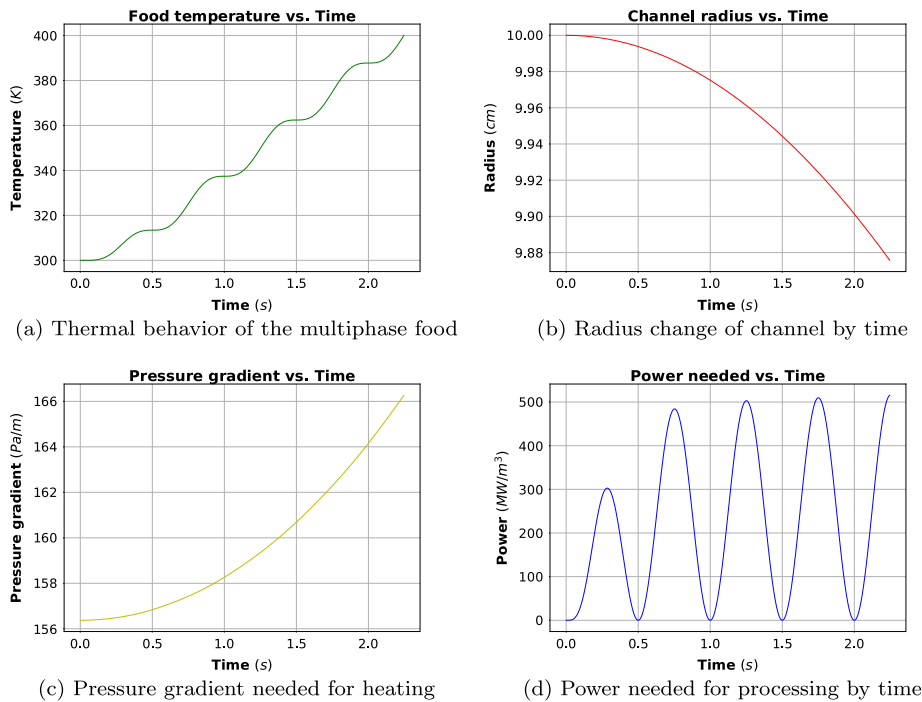 Food temperature vs. Time
400
380
360
340
320
300
Temperature (K)
0.0 0.5 1.0 1.5 2.0
Time (s)
(a) Thermal behavior of the multiphase food
Channel radius vs. Time
10.00
9.98
9.96
9.94
9.92
9.90
9.88
Radius (cm)
0.0 0.5 1.0 1.5 2.0
Time (s)
(b) Radius change of channel by time
Pressure gradient vs. Time
166
164
162
160
158
156
Pressure gradient (Pa/m)
0.0 0.5 1.0 1.5 2.0
Time (s)
(c) Pressure gradient needed for heating
Power needed vs. Time
500
400
300
200
100
0
Power (MW/m³)
0.0 0.5 1.0 1.5 2.0
Time (s)
(d) Power needed for processing by time